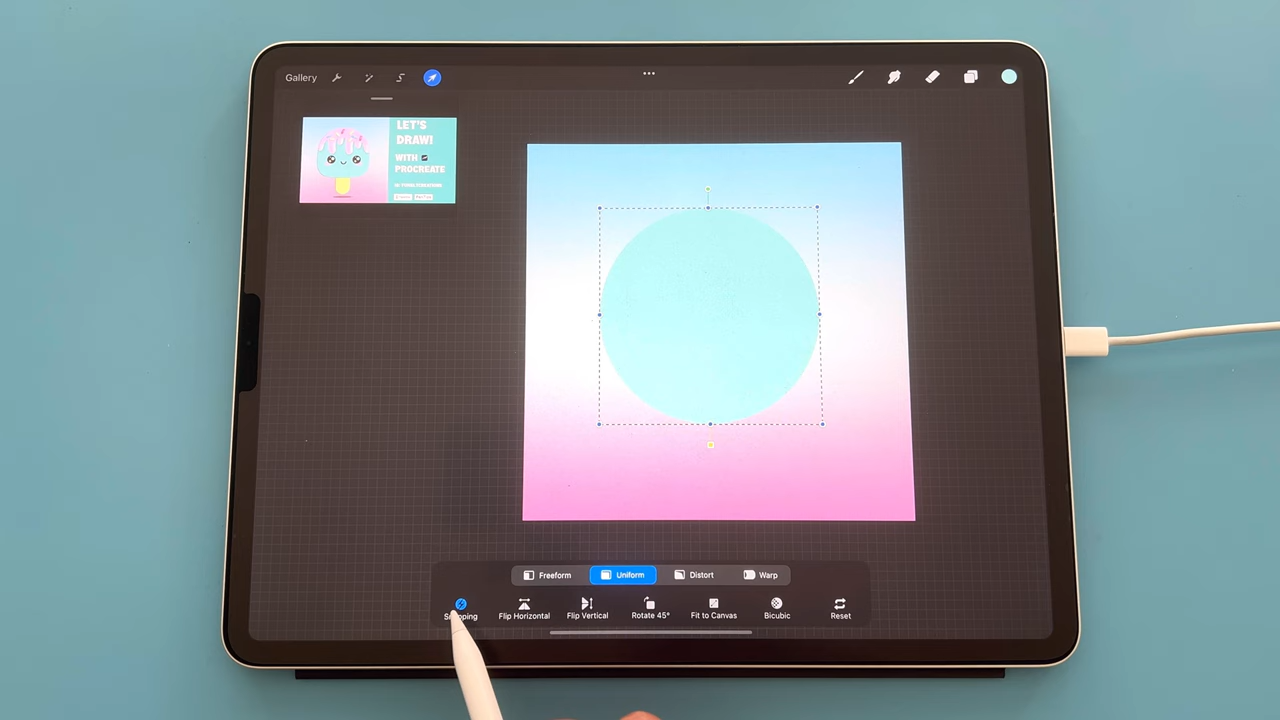 Gallery
LET'S
DRAW!
WITH
PROCREATE
Freeform
Uniform
Distort
Warp
Snapping
Flip Horizontal
Flip Vertical
Rotate 45°
Fit to Canvas
Bicubic
Reset